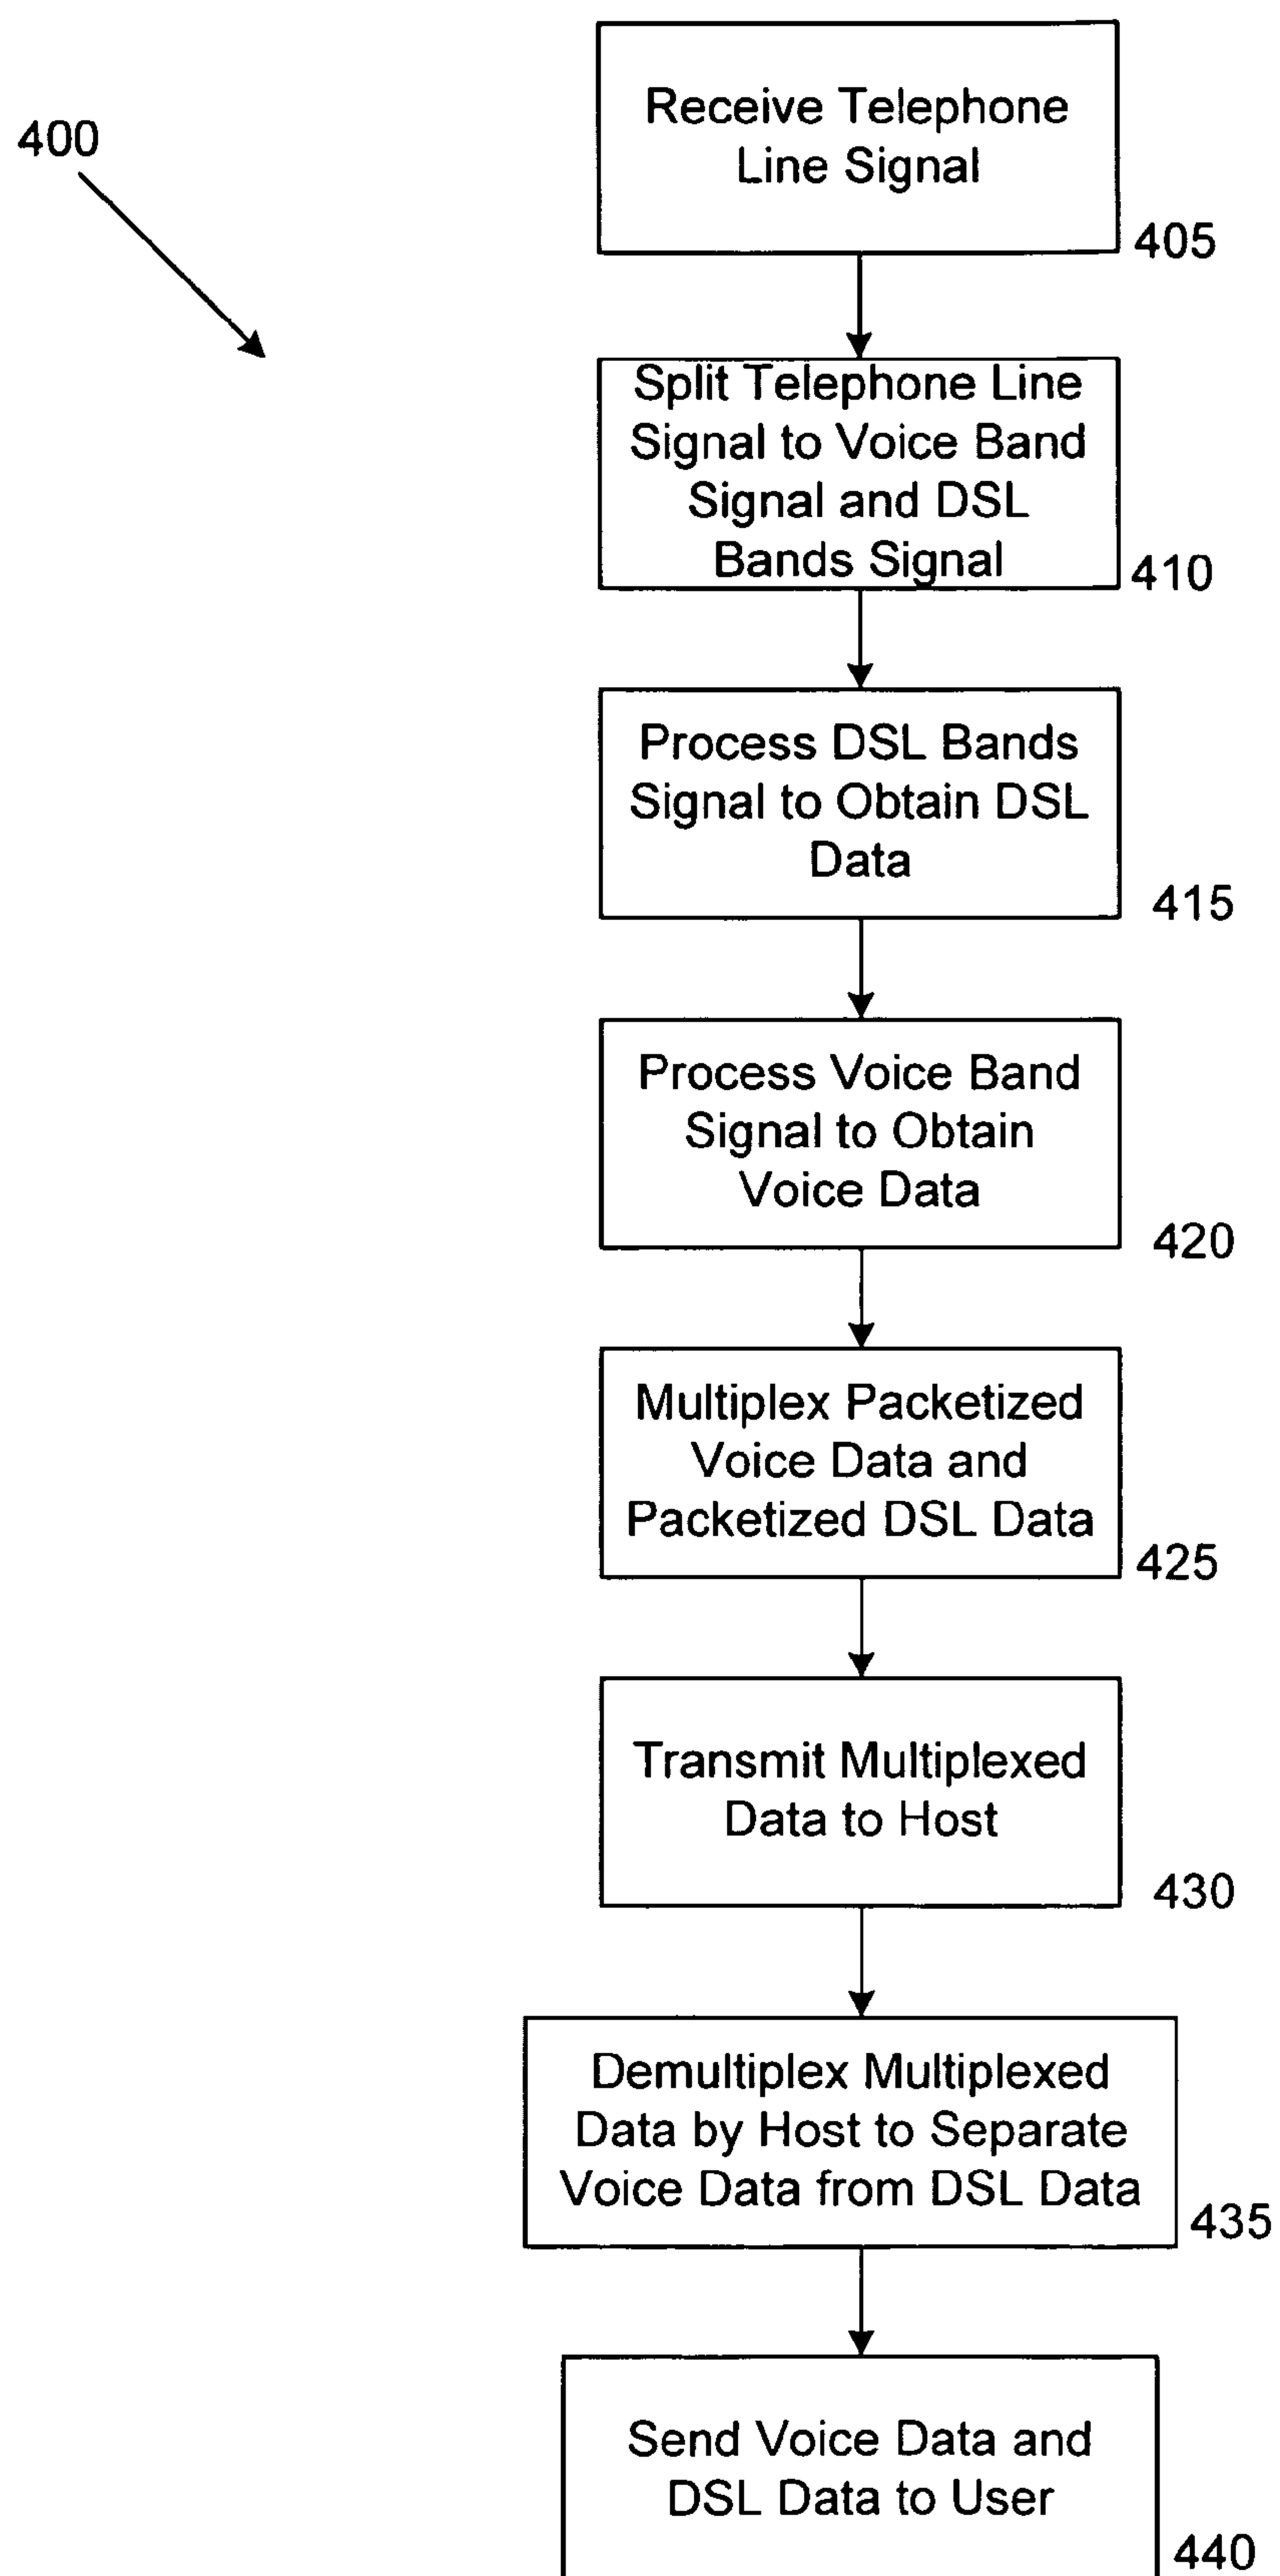 400
Receive Telephone
Line Signal
405
Split Telephone Line
Signal to Voice Band
Signal and DSL
Bands Signal
410
Process DSL Bands
Signal to Obtain DSL
Data
415
Process Voice Band
Signal to Obtain
Voice Data
420
Multiplex Packetized
Voice Data and
Packetized DSL Data
425
Transmit Multiplexed
Data to Host
430
Demultiplex Multiplexed
Data by Host to Separate
Voice Data from DSL Data
435
Send Voice Data and
DSL Data to User
440